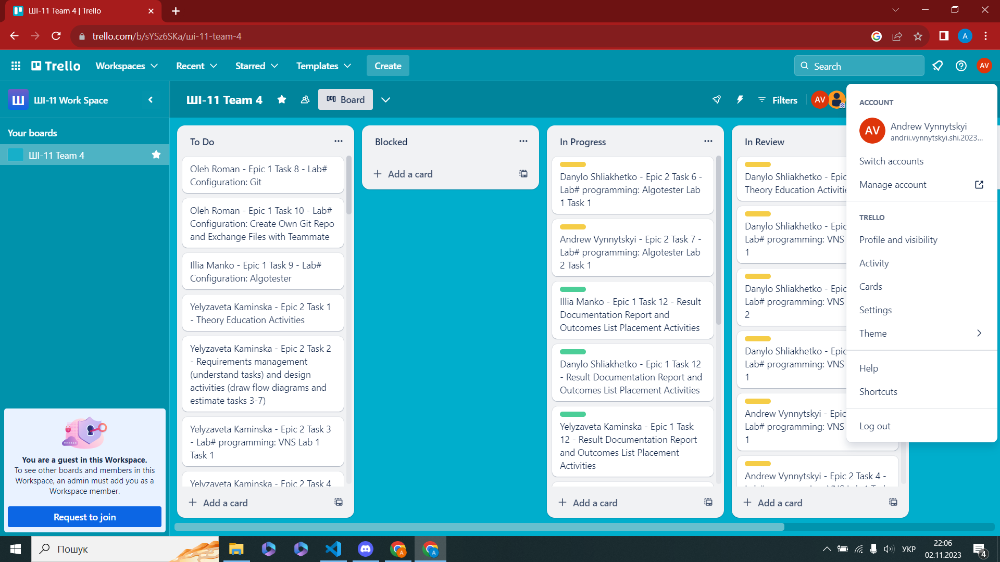 ШІ-11 Team 4 | Trello
trello.com/b/sYSz6SKa/ші-11-team-4
A
Trello
Workspaces
Recent
Starred
Templates
Create
Search
AV
Ш
ШІ-11 Work Space
ШІ-11 Team 4
Board
Filters
AV
Your boards
ШІ-11 Team 4
You are a guest in this Workspace.
To see other boards and members in this
Workspace, an admin must add you as a
Workspace member.
Request to join
To Do
Oleh Roman - Epic 1 Task 8 - Lab#
Configuration: Git
Oleh Roman - Epic 1 Task 10 - Lab#
Configuration: Create Own Git Repo
and Exchange Files with Teammate
Illia Manko - Epic 1 Task 9 - Lab#
Configuration: Algotester
Yelyzaveta Kaminska - Epic 2 Task 1
- Theory Education Activities
Yelyzaveta Kaminska - Epic 2 Task 2
- Requirements management
(understand tasks) and design
activities (draw flow diagrams and
estimate tasks 3-7)
Yelyzaveta Kaminska - Epic 2 Task 3
- Lab# programming: VNS Lab 1
Task 1
Yelyzaveta Kaminska - Epic 2 Task 4
Add a card
Blocked
Add a card
In Progress
Danylo Shliakhetko - Epic 2 Task 6 -
Lab# programming: Algotester Lab
1 Task 1
Andrew Vynnytskyi - Epic 2 Task 7 -
Lab# programming: Algotester Lab
2 Task 1
Illia Manko - Epic 1 Task 12 - Result
Documentation Report and
Outcomes List Placement Activities
Danylo Shliakhetko - Epic 1 Task 12
- Result Documentation Report and
Outcomes List Placement Activities
Yelyzaveta Kaminska - Epic 1 Task
12 - Result Documentation Report
and Outcomes List Placement
Activities
Add a card
In Review
Danylo Shliakhetko - Epic
Theory Education Activitie
Danylo Shliakhetko - Epic
Lab# programming: VNS
1
Danylo Shliakhetko - Epic
Lab# programming: VNS
2
Danylo Shliakhetko - Epic
Lab# programming: VNS
1
Andrew Vynnytskyi - Epic
Lab# programming: VNS
1
Andrew Vynnytskyi - Epic 2 Task 4 -
Add a card
ACCOUNT
AV
Andrew Vynnytskyi
andrii.vynnytskyi.shi.2023...
Switch accounts
Manage account
TRELLO
Profile and visibility
Activity
Cards
Settings
Theme
Help
Shortcuts
Log out
Пошук
A
A
УКР
22:06
02.11.2023
4